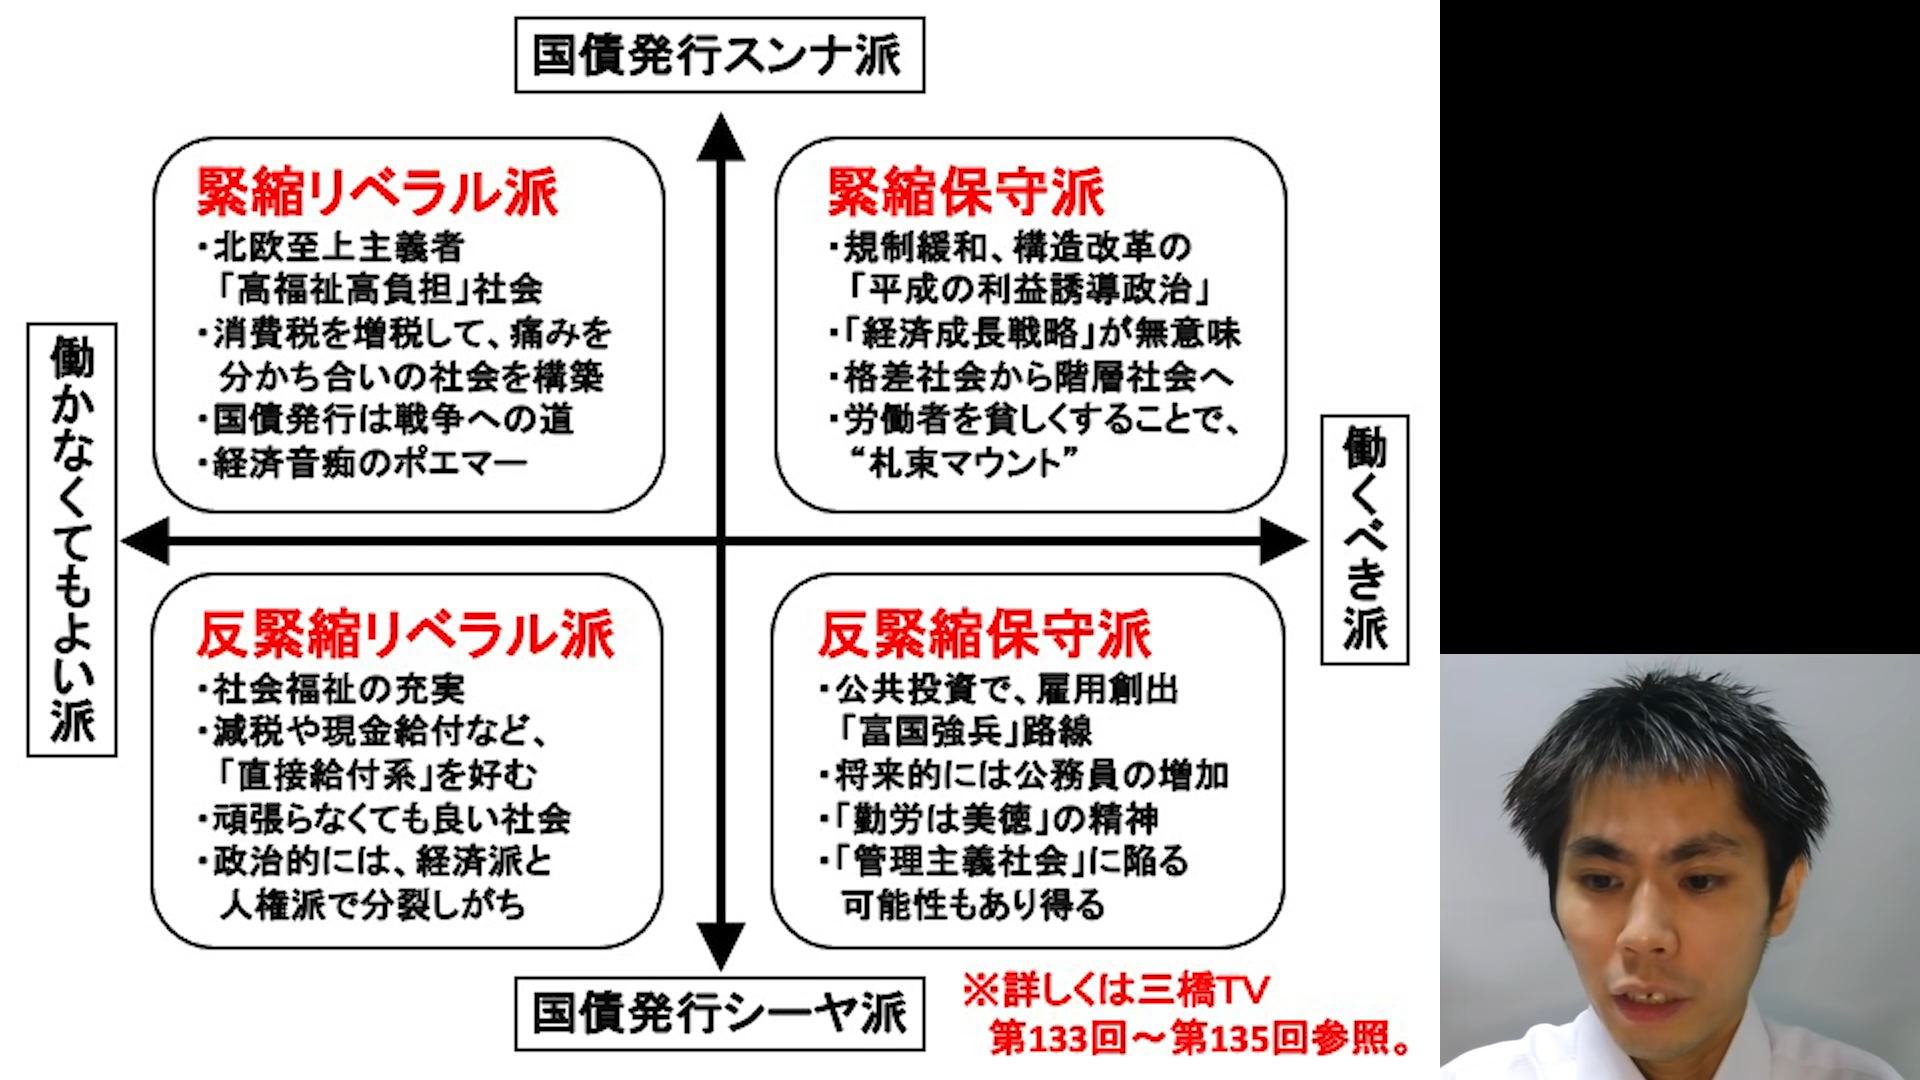 国債発行スンナ派
緊縮リベラル派
・北欧至上主義者
「高福祉高負担」社会
・消費税を増税して、痛みを
分かち合いの社会を構築
・国債発行は戦争への道
・経済音痴のポエマー
緊縮保守派
・規制緩和、構造改革の
「平成の利益誘導政治」
・「経済成長戦略」が無意味
・格差社会から階層社会へ
・労働者を貧しくすることで、
“札束マウント”
働かなくてもよい派
働くべき派
反緊縮リベラル派
・社会福祉の充実
・減税や現金給付など、
「直接給付系」を好む
・頑張らなくても良い社会
・政治的には、経済派と
人権派で分裂しがち
反緊縮保守派
・公共投資で、雇用創出
「富国強兵」路線
・将来的には公務員の増加
・「勤労は美徳」の精神
・「管理主義社会」に陥る
可能性もあり得る
国債発行シーヤ派
※詳しくは三橋TV
第133回～第135回参照。